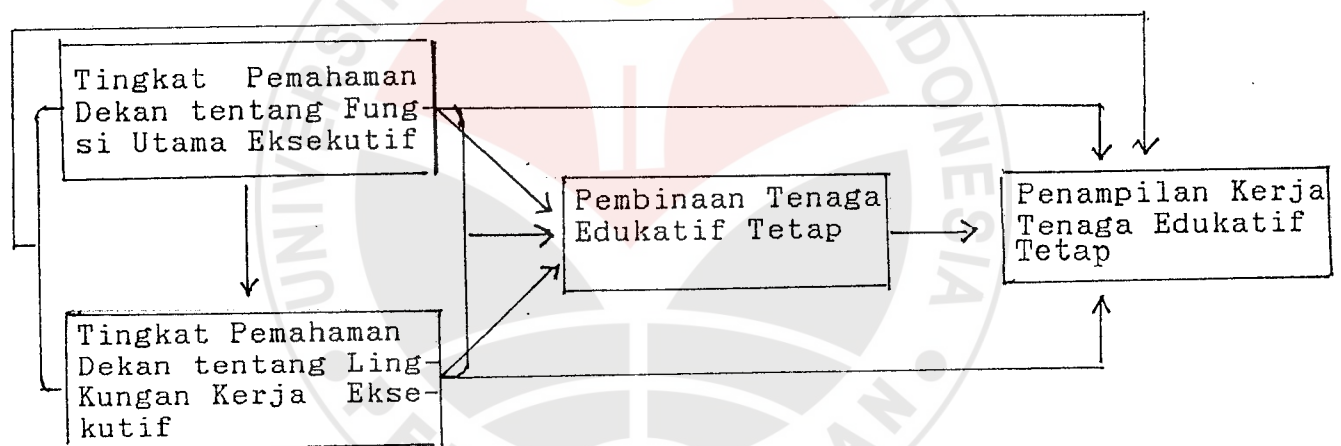 Tingkat Pemahaman
Dekan tentang Fung
si Utama Eksekutif
Pembinaan Tenaga
Edukatif Tetap
Penampilan Kerja
Tenaga Edukatif
Tetap
Tingkat Pemahaman
Dekan tentang Ling-
Kungan Kerja Ekse-
kutif